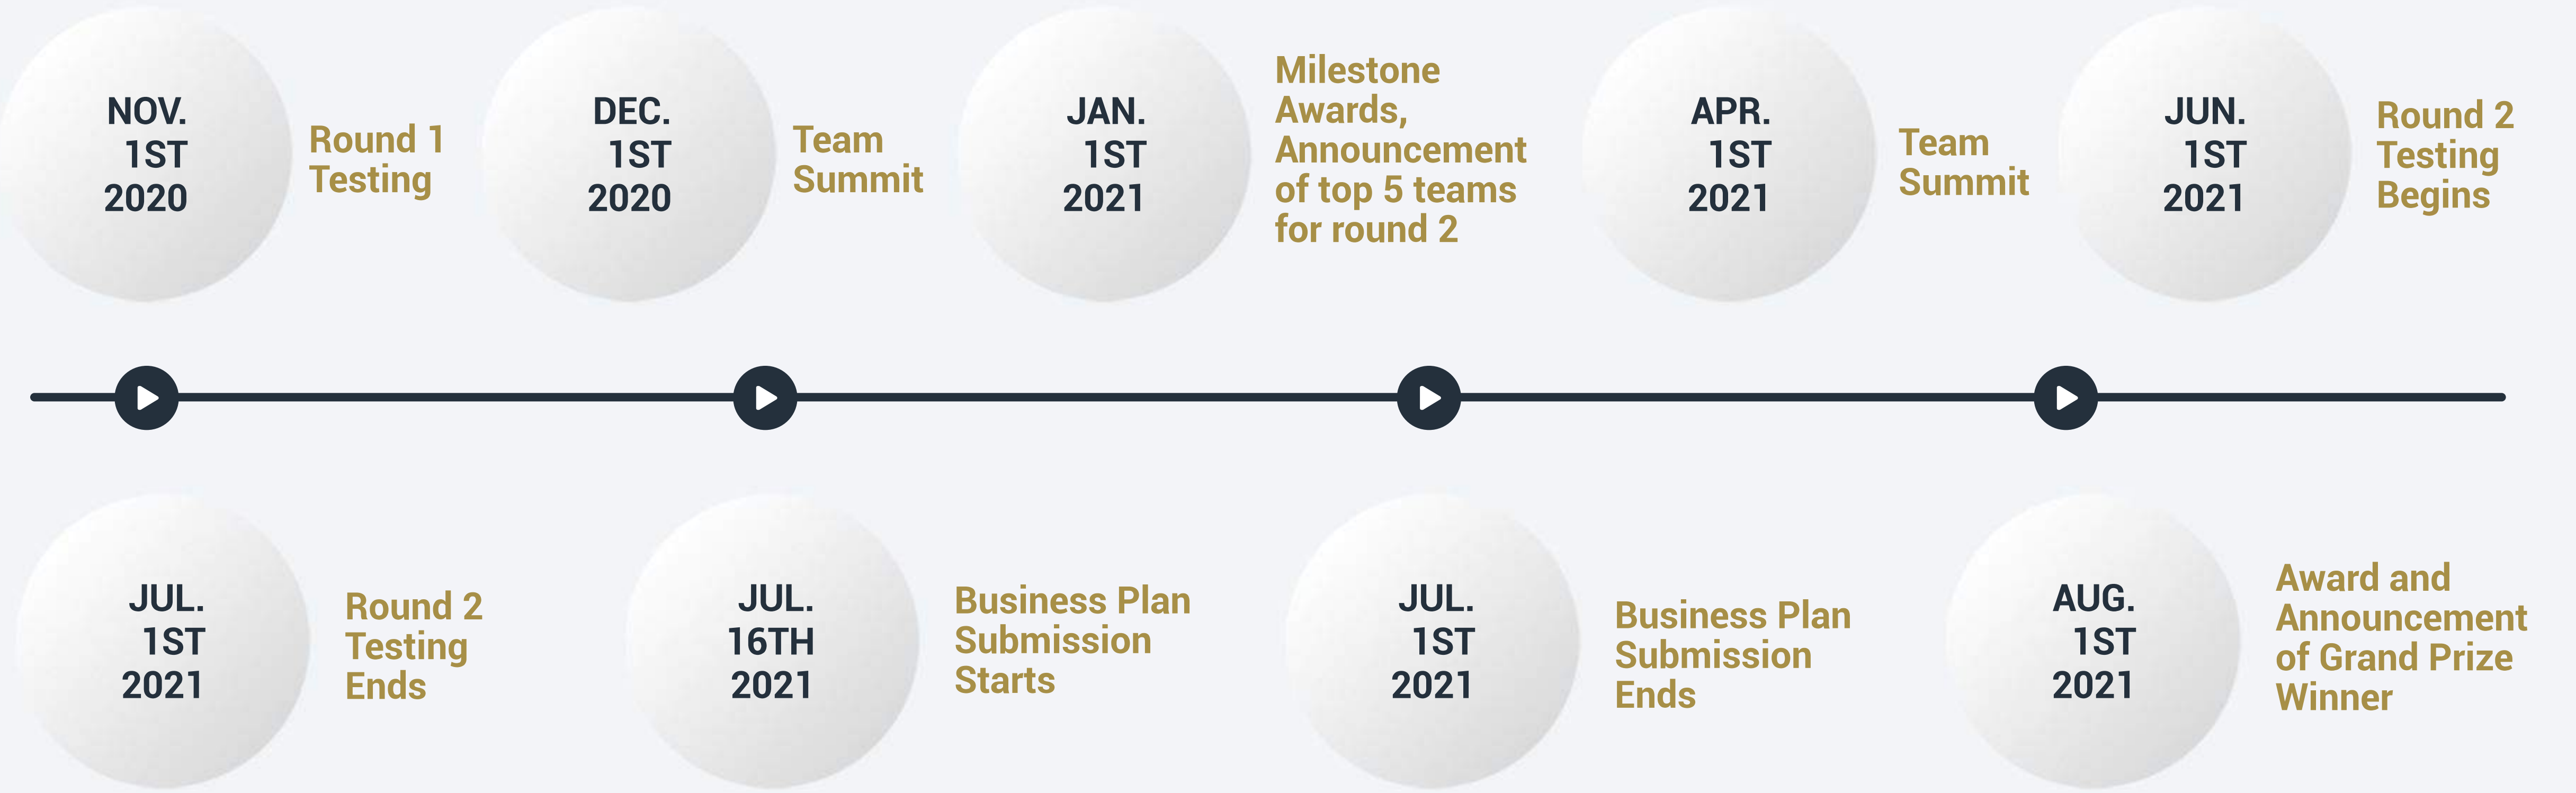 NOV.
1ST
2020
Round 1
Testing
DEC.
1ST
2020
Team
Summit
JAN.
1ST
2021
Milestone
Awards,
Announcement
of top 5 teams
for round 2
APR.
1ST
2021
Team
Summit
JUN.
1ST
2021
Round 2
Testing
Begins
JUL.
1ST
2021
Round 2
Testing
Ends
JUL.
16TH
2021
Business Plan
Submission
Starts
JUL.
1ST
2021
Business Plan
Submission
Ends
AUG.
1ST
2021
Award and
Announcement
of Grand Prize
Winner